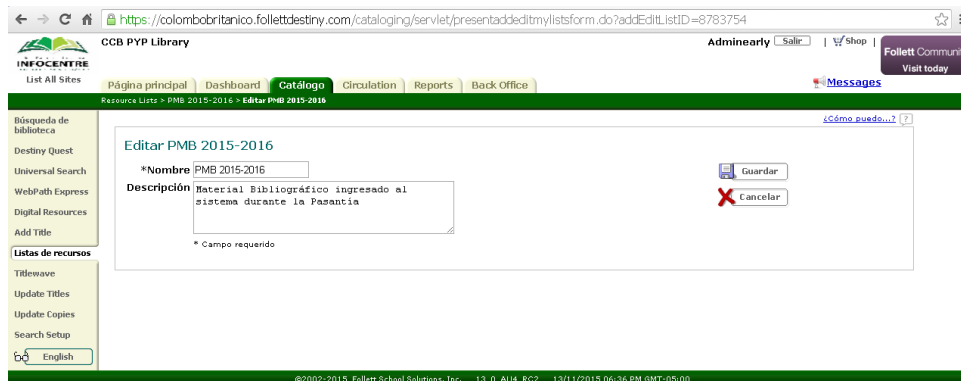 https://colombobritanico.follettdestiny.com/cataloging/servlet/presentaddeditmylistsform.do?addEditListID=8783754
CCB PYP Library
Adminearly Salir | Shop |
Follett Communi
Visit today
INFOCENTRE
List All Sites
Página principal Dashboard Catálogo Circulation Reports Back Office
Messages
Resource Lists > PMB 2015-2016 > Editar PMB 2015-2016
¿Cómo puedo...? ?
Búsqueda de
biblioteca
Destiny Quest
Universal Search
WebPath Express
Digital Resources
Add Title
Listas de recursos
Titlewave
Update Titles
Update Copies
Search Setup
English
Editar PMB 2015-2016
*Nombre PMB 2015-2016
Descripción Material Bibliográfico ingresado al
sistema durante la Pasantía
* Campo requerido
Guardar
Cancelar
©2002-2015 Follett School Solutions, Inc. 13_0_AU4_RC2 13/11/2015 06:36 PM GMT-05:00